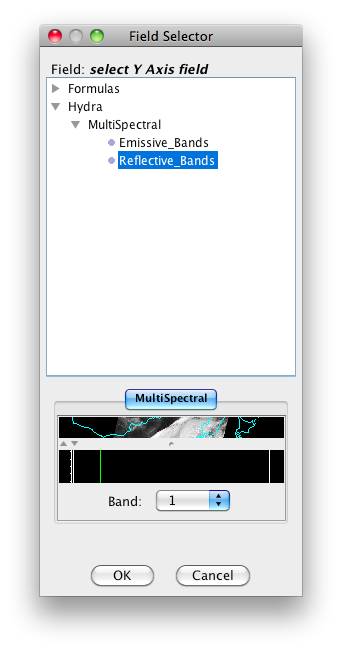 Field Selector
Field: select Y Axis field
Formulas
Hydra
MultiSpectral
Emissive_Bands
Reflective_Bands
MultiSpectral
Band: 1
OK Cancel